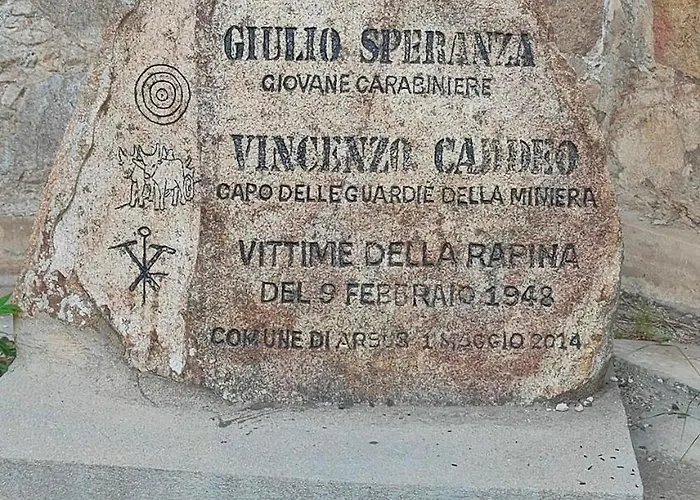 GIULIO SPERANZA
GIOVANE CARABINIERE
VINCENZO CADDEO
CAPO DELLE GUARDIE DELLA MINIERA
VITTIME DELLA RAPINA
DEL 9 FEBBRAIO 1948
COMUNE DI ARBUS 1 MAGGIO 2014